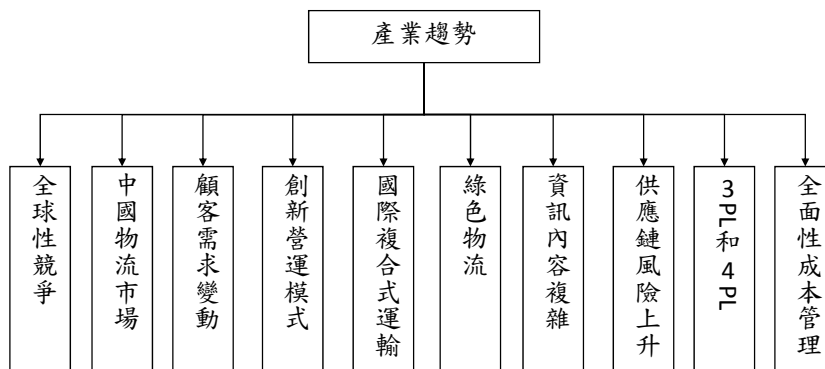 產業趨勢
全球性競爭
中國物流市場
顧客需求變動
創新營運模式
國際複合式運輸
綠色物流
資訊內容複雜
供應鏈風險上升
3PL和4PL
全面性成本管理